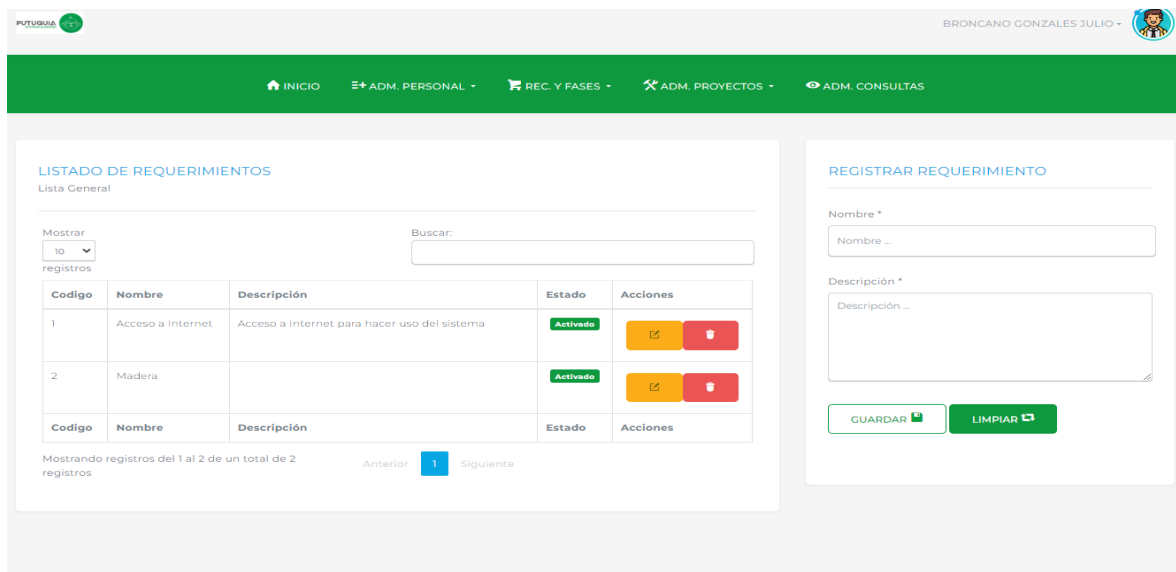 PUTUQUIA
BRONCANO GONZALES JULIO
INICIO
ADM. PERSONAL
REC. Y FASES
ADM. PROYECTOS
ADM. CONSULTAS
LISTADO DE REQUERIMIENTOS
Lista General
Mostrar
10
registros
Buscar:
Codigo Nombre Descripción Estado Acciones
1 Acceso a Internet Acceso a Internet para hacer uso del sistema Activado
2 Madera Activado
Codigo Nombre Descripción Estado Acciones
Mostrando registros del 1 al 2 de un total de 2
registros
Anterior 1 Siguiente
REGISTRAR REQUERIMIENTO
Nombre *
Nombre ...
Descripción *
Descripción ...
GUARDAR
LIMPIAR